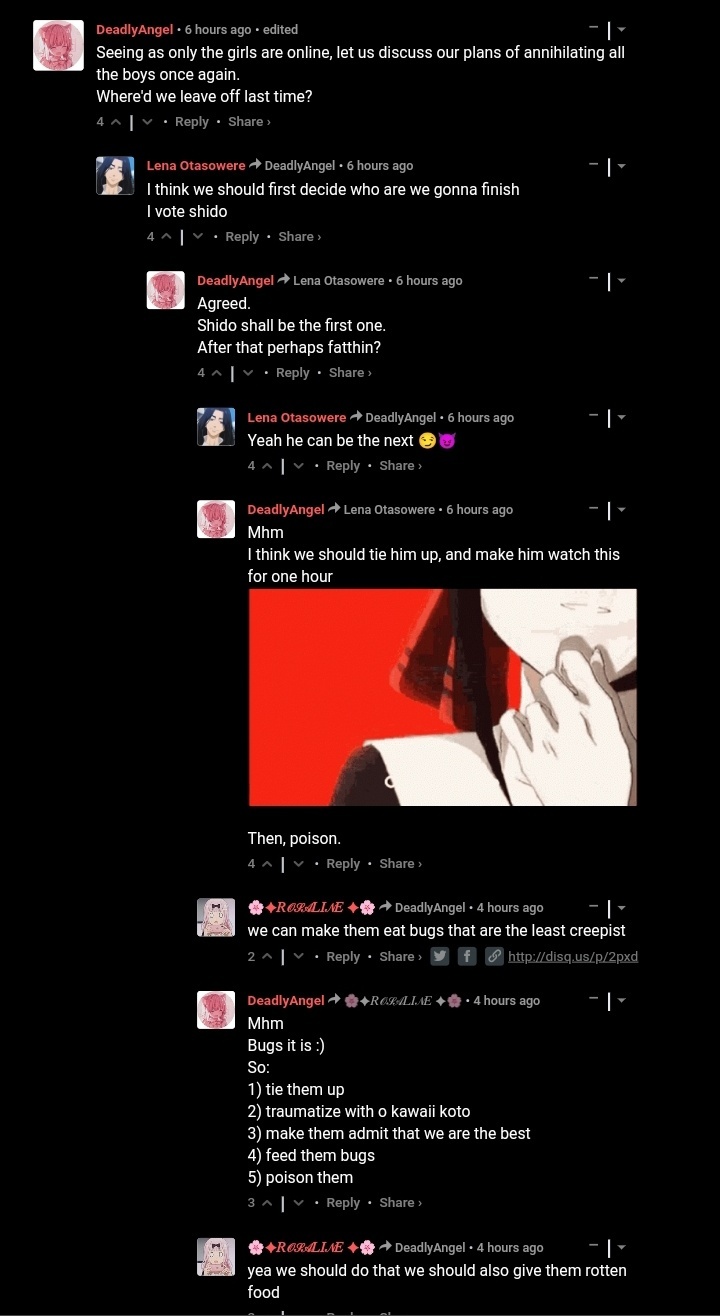 DeadlyAngel • 6 hours ago • edited
Seeing as only the girls are online, let us discuss our plans of annihilating all
the boys once again.
Where'd we leave off last time?
4 • Reply • Share ›
Lena Otasowere DeadlyAngel • 6 hours ago
I think we should first decide who are we gonna finish
I vote shido
4 • Reply • Share ›
DeadlyAngel Lena Otasowere • 6 hours ago
Agreed.
Shido shall be the first one.
After that perhaps fatthin?
4 • Reply • Share ›
Lena Otasowere DeadlyAngel • 6 hours ago
Yeah he can be the next 😏😈
4 • Reply • Share ›
DeadlyAngel Lena Otasowere • 6 hours ago
Mhm
I think we should tie him up, and make him watch this
for one hour
Then, poison.
4 • Reply • Share ›
🌸✦ROSALINE ✦🌸 DeadlyAngel • 4 hours ago
we can make them eat bugs that are the least creepist
2 • Reply • Share › http://disq.us/p/2pxd
DeadlyAngel 🌸✦ROSALINE ✦🌸 • 4 hours ago
Mhm
Bugs it is :)
So:
1) tie them up
2) traumatize with o kawaii koto
3) make them admit that we are the best
4) feed them bugs
5) poison them
3 • Reply • Share ›
🌸✦ROSALINE ✦🌸 DeadlyAngel • 4 hours ago
yea we should do that we should also give them rotten
food